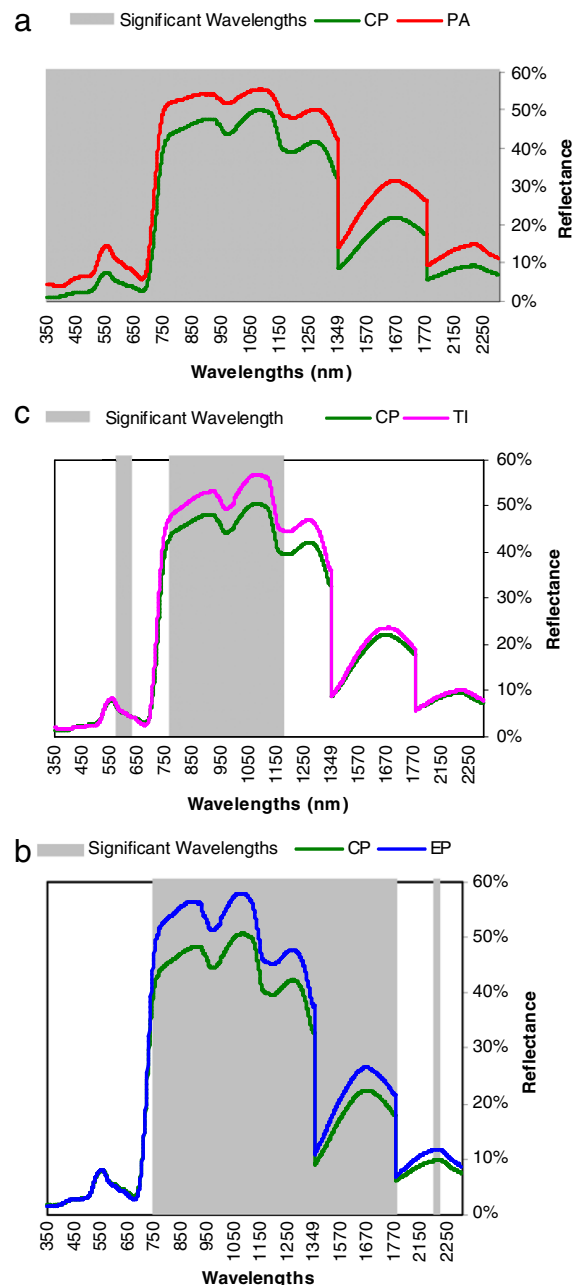 a
Significant Wavelengths CP PA
60%
50%
40%
30%
20%
10%
0%
Reflectance
350 450 550 650 750 850 950 1050 1150 1349 1570 1670 1770 2150 2250
Wavelengths (nm)
c
Significant Wavelength CP TI
60%
50%
40%
30%
20%
10%
0%
Reflectance
350 450 550 650 750 850 950 1050 1150 1349 1570 1670 1770 2150 2250
Wavelengths (nm)
b
Significant Wavelengths CP EP
60%
50%
40%
30%
20%
10%
0%
Reflectance
350 450 550 650 750 850 950 1050 1150 1349 1570 1670 1770 2150 2250
Wavelengths